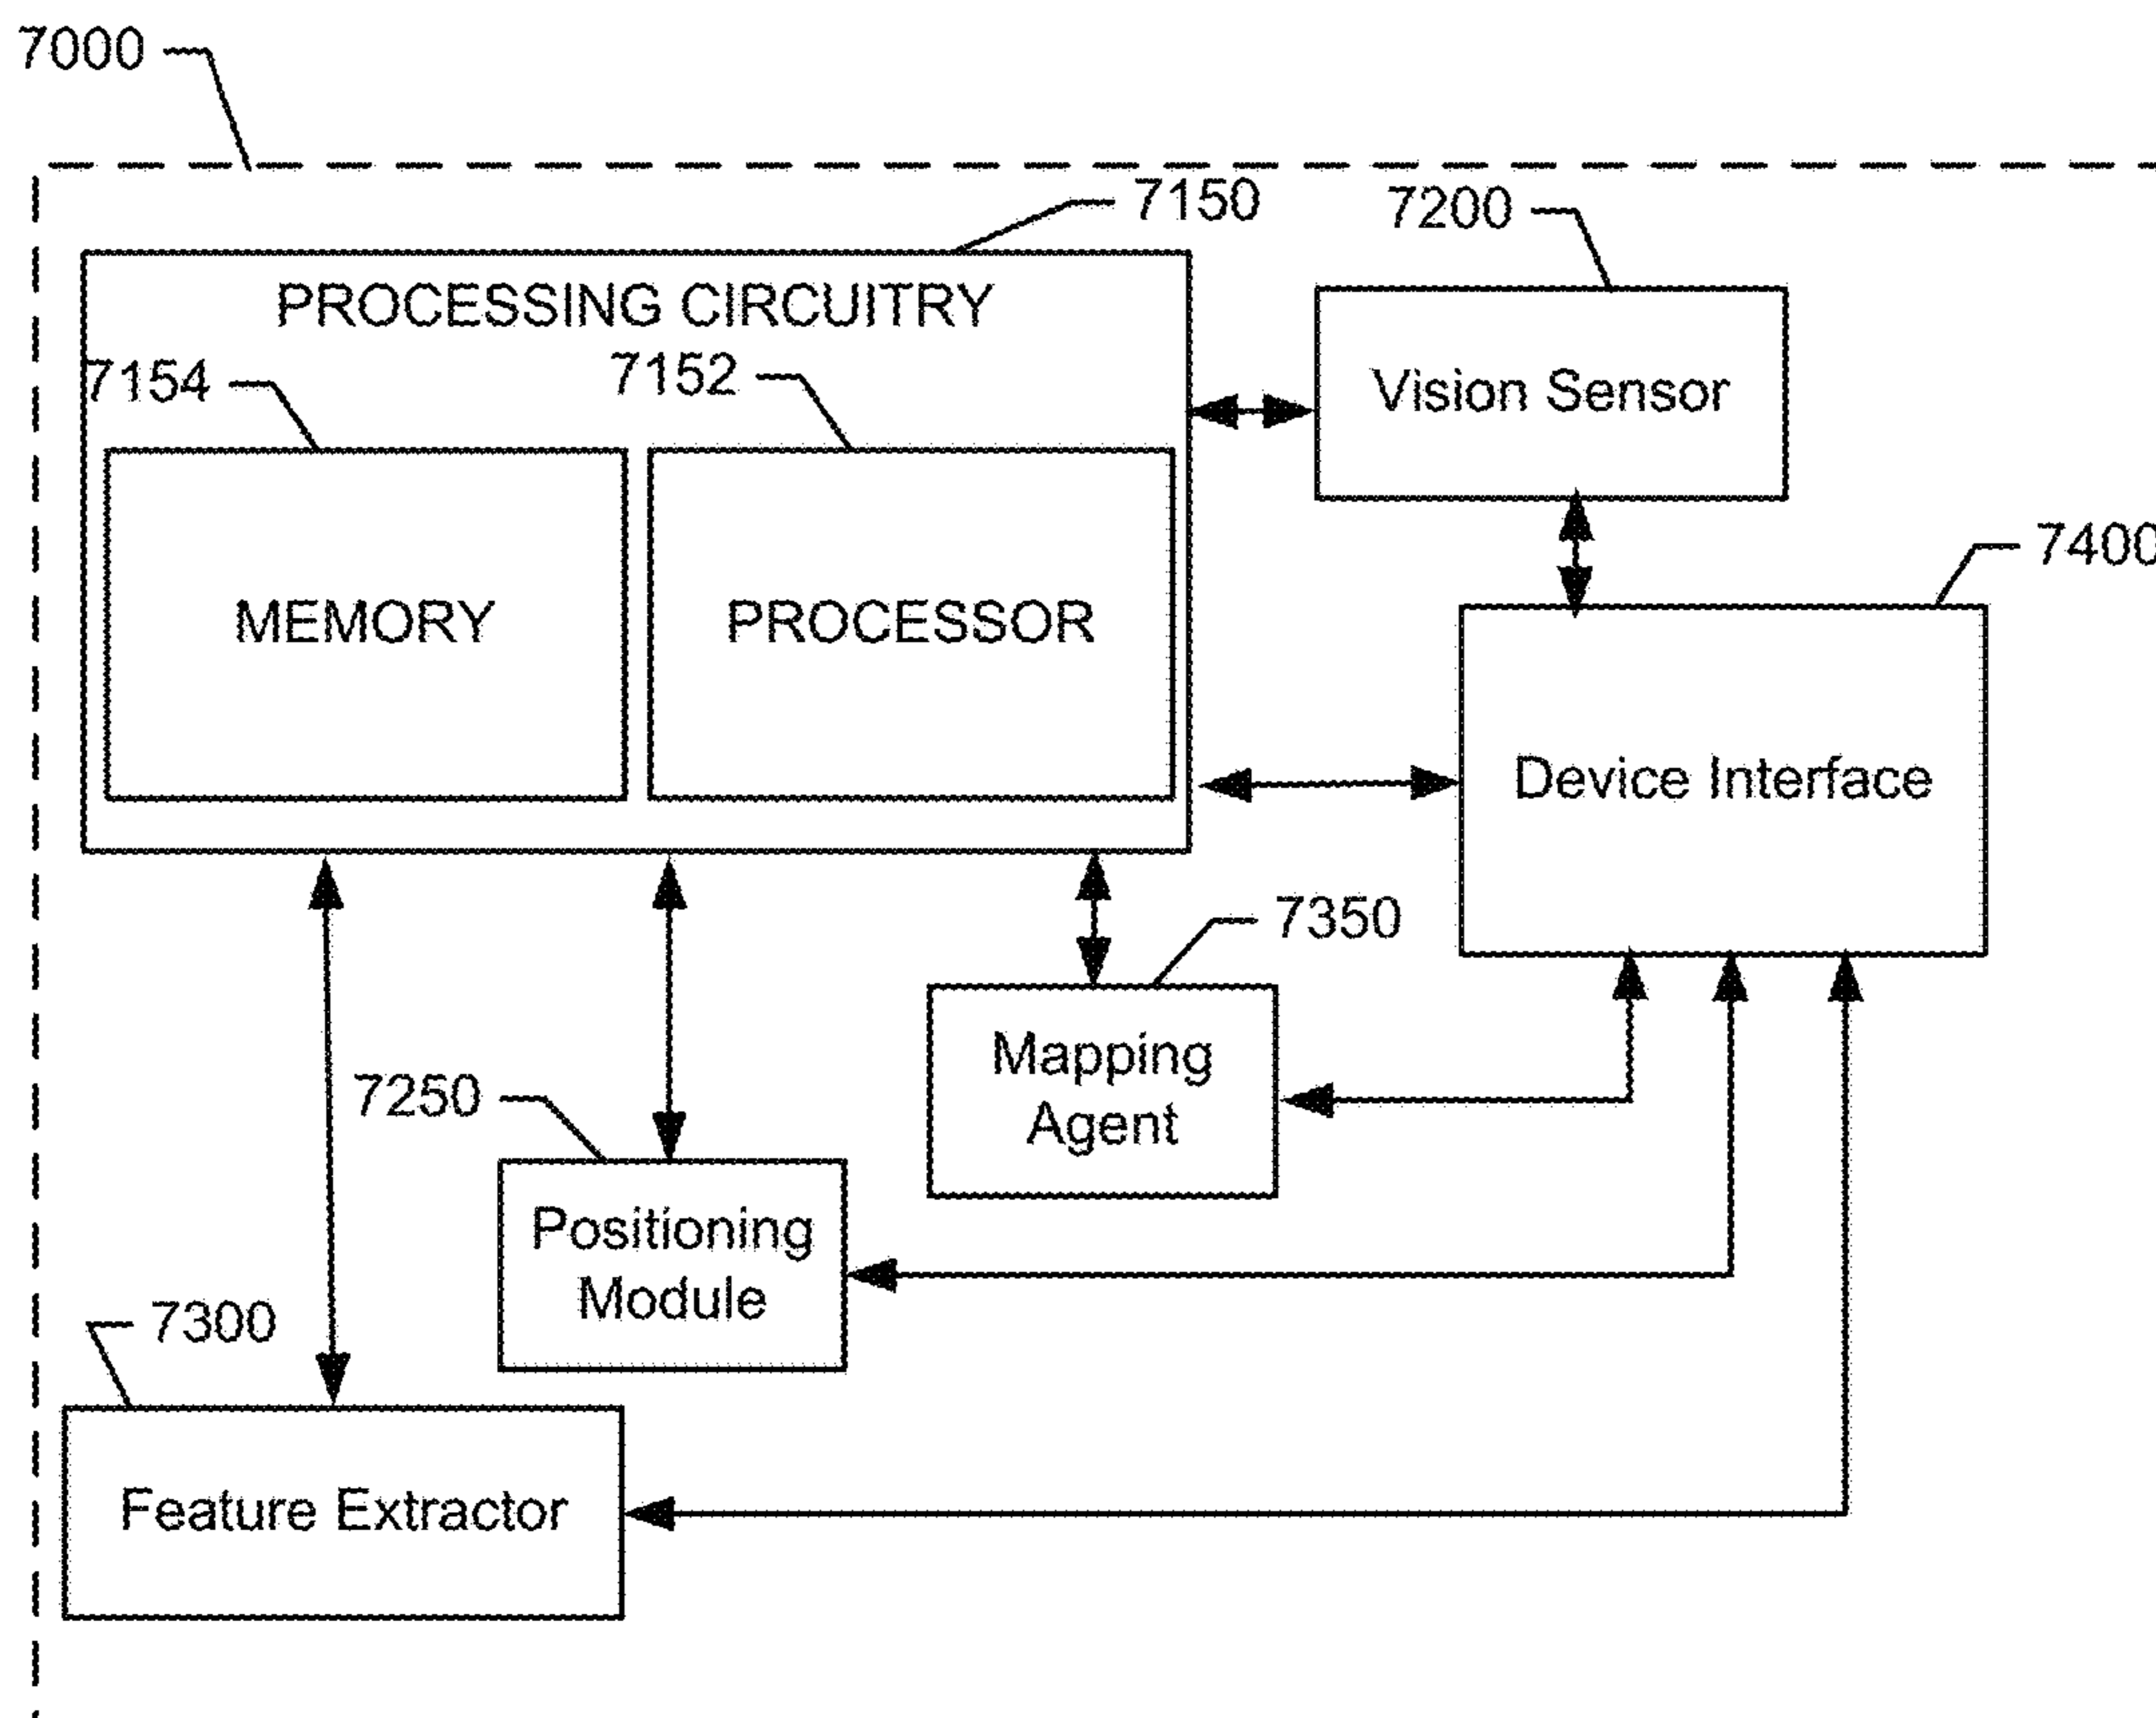 7000
7150
7200
PROCESSING CIRCUITRY
7154
7152
Vision Sensor
7400
MEMORY
PROCESSOR
Device Interface
7350
Mapping
Agent
7250
Positioning
Module
7300
Feature Extractor